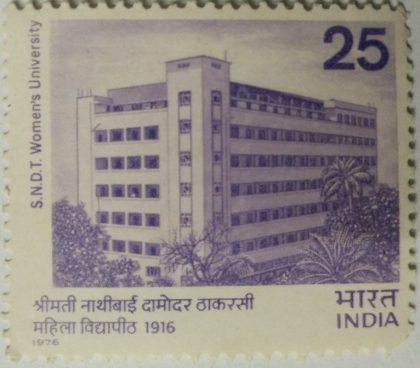 S.N.D.T. Women's University
25
श्रीमती नाथीबाई दामोदर ठाकरसी
महिला विद्यापीठ 1916
1976
भारत
INDIA